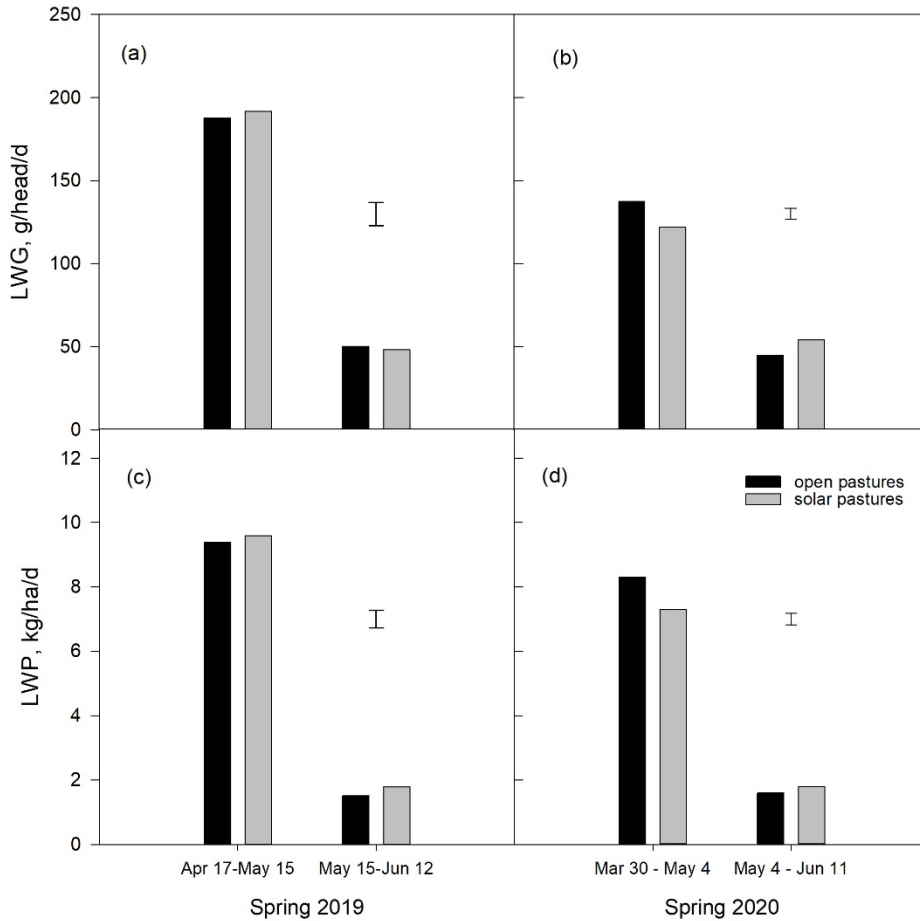 250
200
150
100
50
0
LWG, g/head/d
(a)
(b)
12
10
8
6
4
2
0
LWP, kg/ha/d
(c)
(d)
open pastures
solar pastures
Apr 17-May 15
May 15-Jun 12
Mar 30 - May 4
May 4 - Jun 11
Spring 2019
Spring 2020